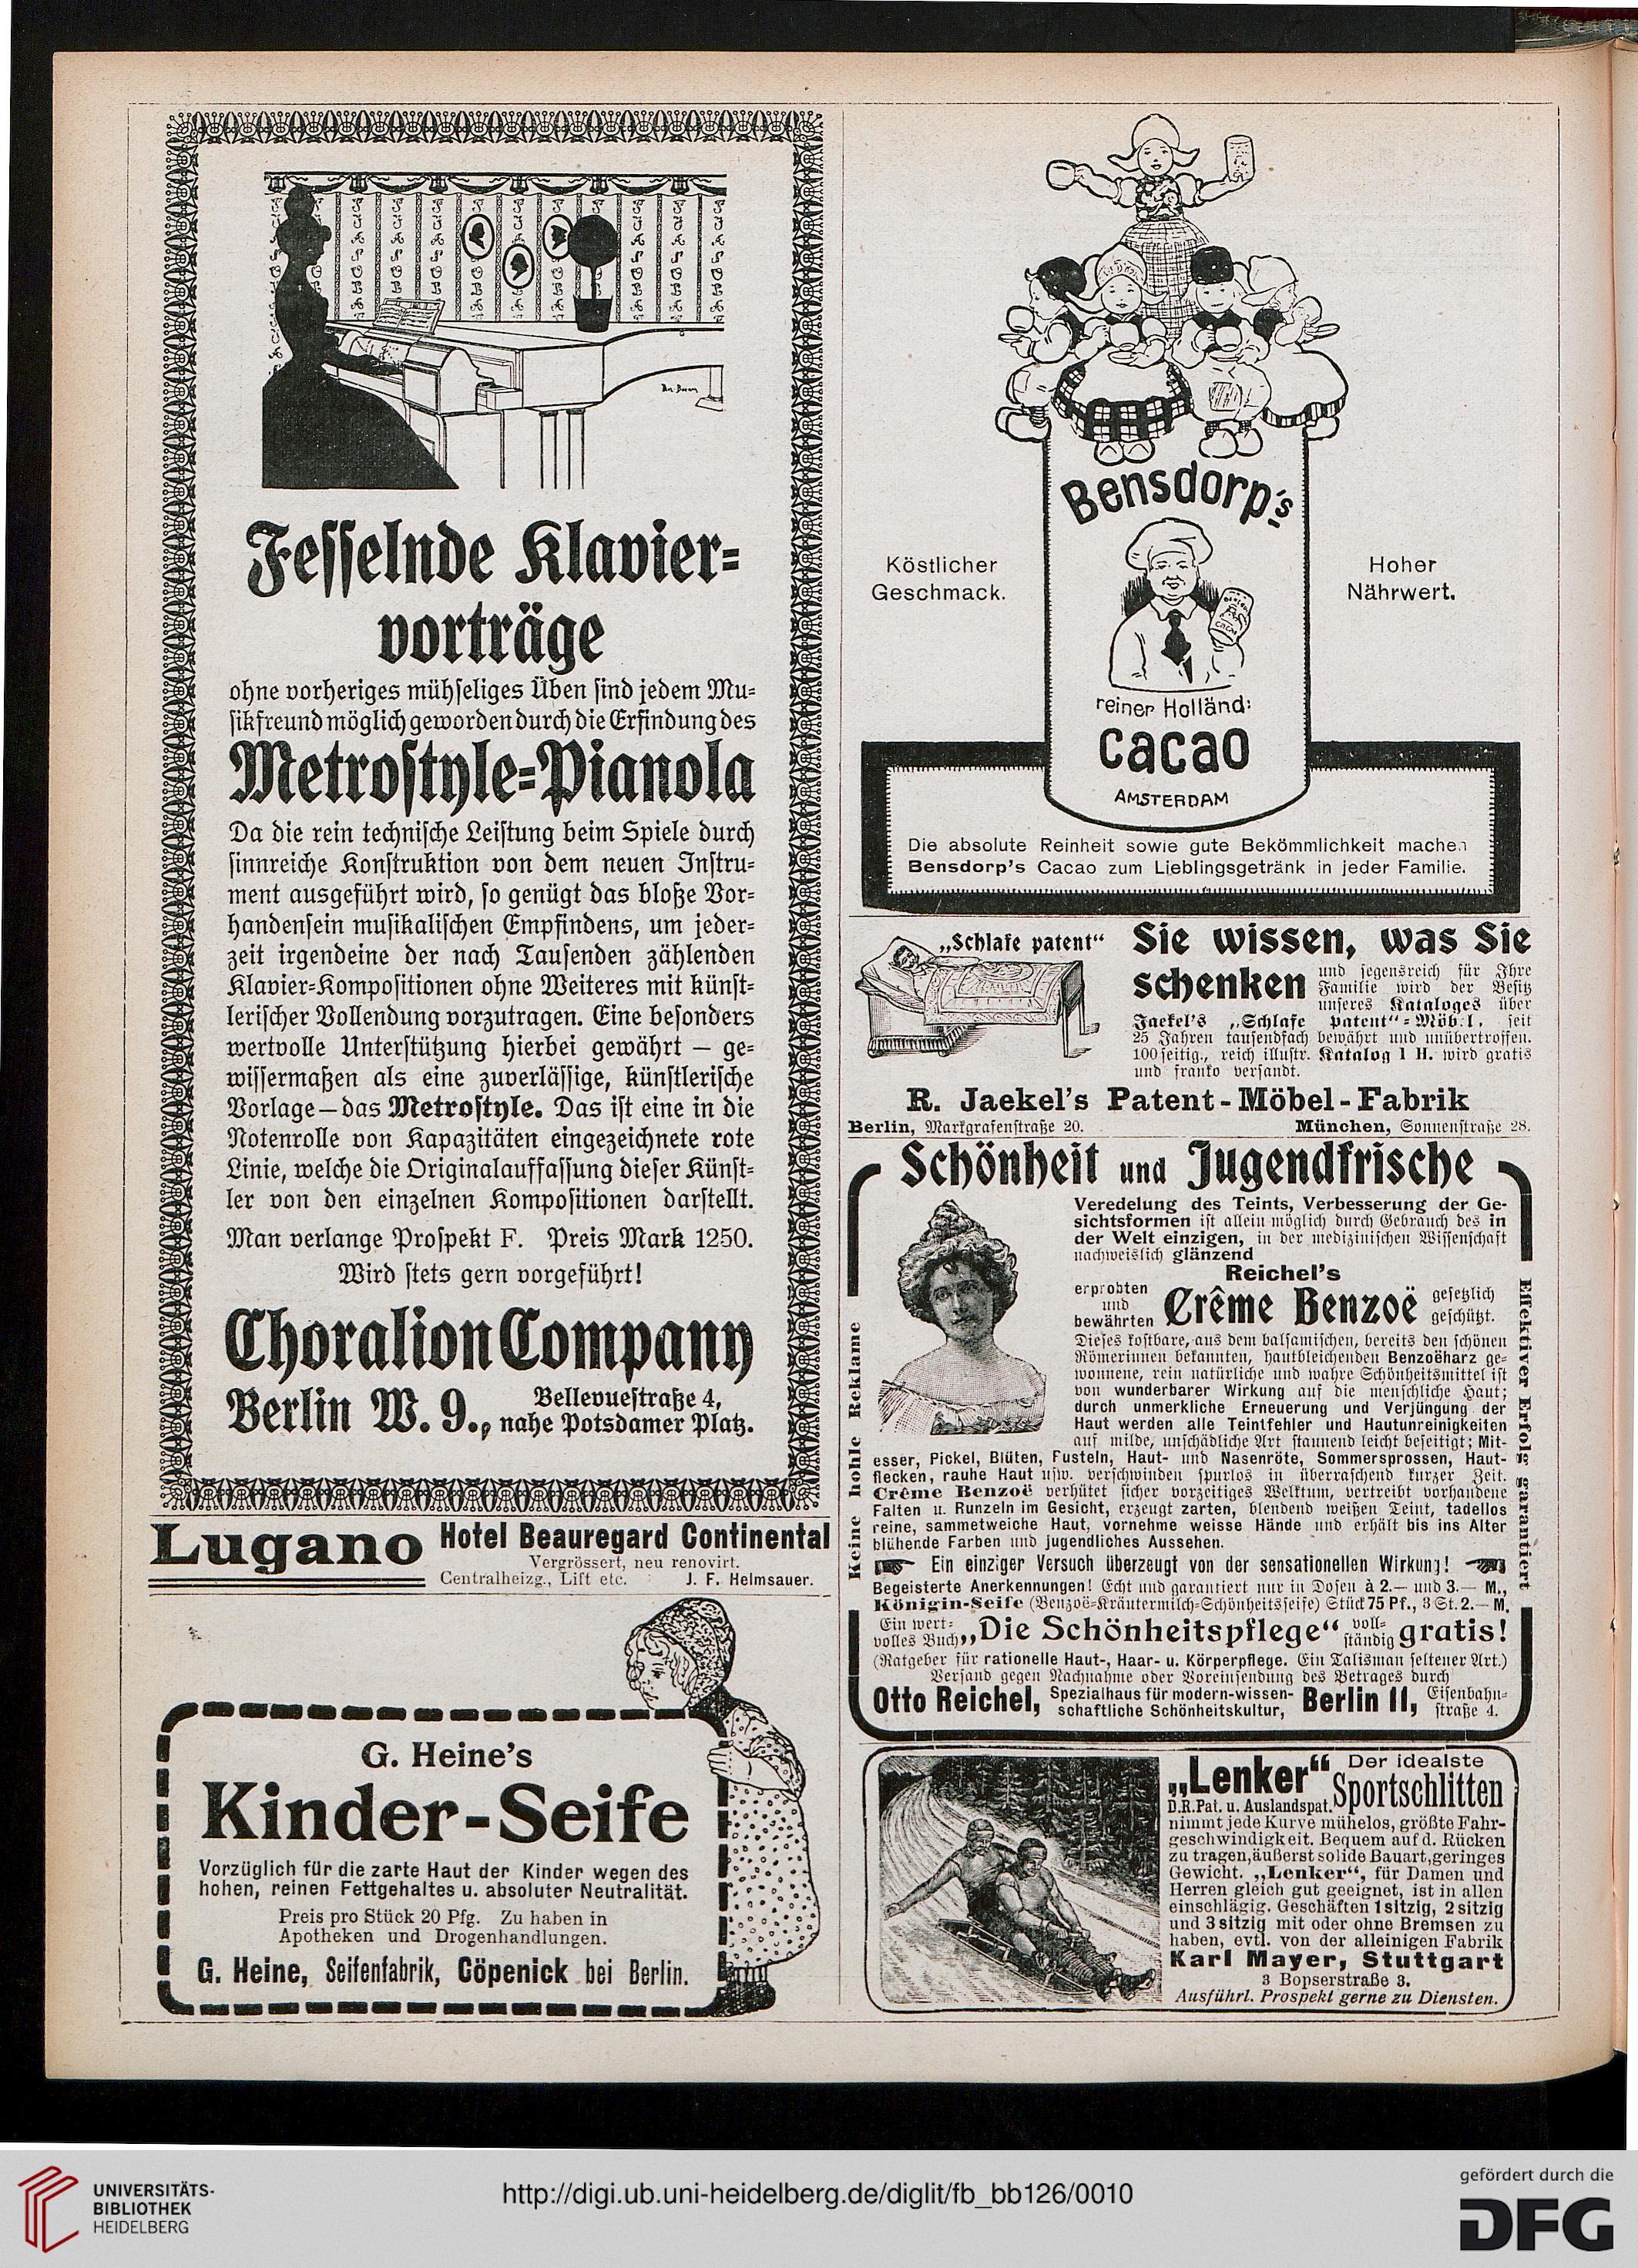 Fesselnde Klavier-
vorträge
ohne vorheriges mühseliges Üben sind jedem Mu-
sikfreund möglich geworden durch die Erfindung des
Metrostyle-Pianola
Da die rein technische Leistung beim Spiele durch
sinnreiche Konstruktion von dem neuen Instru-
ment ausgeführt wird, so genügt das bloße Vor-
handensein musikalischen Empfindens, um jeder-
zeit irgendeine der nach Tausenden zählenden
Klavier-Kompositionen ohne Weiteres mit künst-
lerischer Vollendung vorzutragen. Eine besonders
wertvolle Unterstützung hierbei gewährt — ge-
wissermaßen als eine zuverlässige, künstlerische
Vorlage — das Metrostyle. Das ist eine in die
Notenrolle von Kapazitäten eingezeichnete rote
Linie, welche die Originalauffassung dieser Künst-
ler von den einzelnen Kompositionen darstellt.
Man verlange Prospekt F. Preis Mark 1250.
Wird stets gern vorgeführt!
Choralion Company
Berlin W. 9., Bellevuestraße 4,
nahe Potsdamer Platz.
Lugano Hotel Beauregard Continental
Vergrössert, neu renovirt.
Centralheizg., Lift etc. J. F. Helmsauer.
G. Heine's
Kinder-Seife
Vorzüglich für die zarte Haut der Kinder wegen des
hohen, reinen Fettgehaltes u. absoluter Neutralität.
Preis pro Stück 20 Pfg. Zu haben in
Apotheken und Drogenhandlungen.
G. Heine, Seifenfabrik, Cöpenick bei Berlin.
Bensdorp's
Köstlicher
Geschmack.
Hoher
Nährwert.
reiner Holländ:
Cacao
AMSTERDAM
Die absolute Reinheit sowie gute Bekömmlichkeit machen
Bensdorp's Cacao zum Lieblingsgetränk in jeder Familie.
„Schlafe patent“
Sie wissen, was Sie
schenken und segensreich für Ihre
Familie wird der Besitz
unseres Kataloges über
Jaekel's „Schlafe patent“-Möbel, seit
25 Jahren tausendfach bewährt und unübertroffen.
100seitig., reich illustr. Katalog 1 H. wird gratis
und franko versandt.
R. Jaekel's Patent-Möbel-Fabrik
Berlin, Markgrafenstraße 20. München, Sonnenstraße 28.
Schönheit und Jugendfrische
Veredelung des Teints, Verbesserung der Ge-
sichtsformen ist allein möglich durch Gebrauch des in
der Welt einzigen, in der medizinischen Wissenschaft
nachweislich glänzend
Reichel's
erprobten
und
bewährten Crême Benzoë gesetzlich
geschützt.
Dieses kostbare, aus dem balsamischen, bereits den schönen
Römerinnen bekannten, hautbleichenden Benzoëharz ge-
wonnene, rein natürliche und wahre Schönheitsmittel ist
von wunderbarer Wirkung auf die menschliche Haut;
durch unmerkliche Erneuerung und Verjüngung der
Haut werden alle Teintfehler und Hautunreinigkeiten
auf milde, unschädliche Art staunend leicht beseitigt; Mit-
esser, Pickel, Blüten, Pusteln, Haut- und Nasenröte, Sommersprossen, Haut-
flecken, rauhe Haut usw. verschwinden spurlos in überraschend kurzer Zeit.
Crême Benzoë verhütet sicher vorzeitiges Welktum, vertreibt vorhandene
Falten u. Runzeln im Gesicht, erzeugt zarten, blendend weißen Teint, tadellos
reine, sammetweiche Haut, vornehme weisse Hände und erhält bis ins Alter
blühende Farben und jugendliches Aussehen.
Ein einziger Versuch überzeugt von der sensationellen Wirkung!
Begeisterte Anerkennungen! Echt und garantiert nur in Dosen à 2.— und 3.— M.,
Königin-Seife (Benzoë-Kräutermilch-Schönheitsseife) Stück 75 Pf., 3 St. 2.— M.
Ein wert-
volles Buch „Die Schönheitspflege“ voll-
ständig gratis!
(Ratgeber für rationelle Haut-, Haar- u. Körperpflege. Ein Talisman seltener Art.)
Versand gegen Nachnahme oder Voreinsendung des Betrages durch
Otto Reichel, Spezialhaus für modern-wissen-
schaftliche Schönheitskultur, Berlin 11, Eisenbahn-
straße 4.
Keine hohle Reklame
Effektiver Erfolg garantiert
„Lenker“ Der idealste
Sportschlitten
D.R.Pat. u. Auslandspat.
nimmt jede Kurve mühelos, größte Fahr-
geschwindigkeit. Bequem auf d. Rücken
zu tragen, äußerst solide Bauart, geringes
Gewicht. „Lenker“, für Damen und
Herren gleich gut geeignet, ist in allen
einschlägig. Geschäften 1sitzig, 2sitzig
und 3sitzig mit oder ohne Bremsen zu
haben, evtl. von der alleinigen Fabrik
Karl Mayer, Stuttgart
3 Bopserstraße 3.
Ausführl. Prospekt gerne zu Diensten.
UNIVERSITÄTS-
BIBLIOTHEK
HEIDELBERG
http://digi.ub.uni-heidelberg.de/diglit/fb_bb126/0010
gefördert durch die
DFG